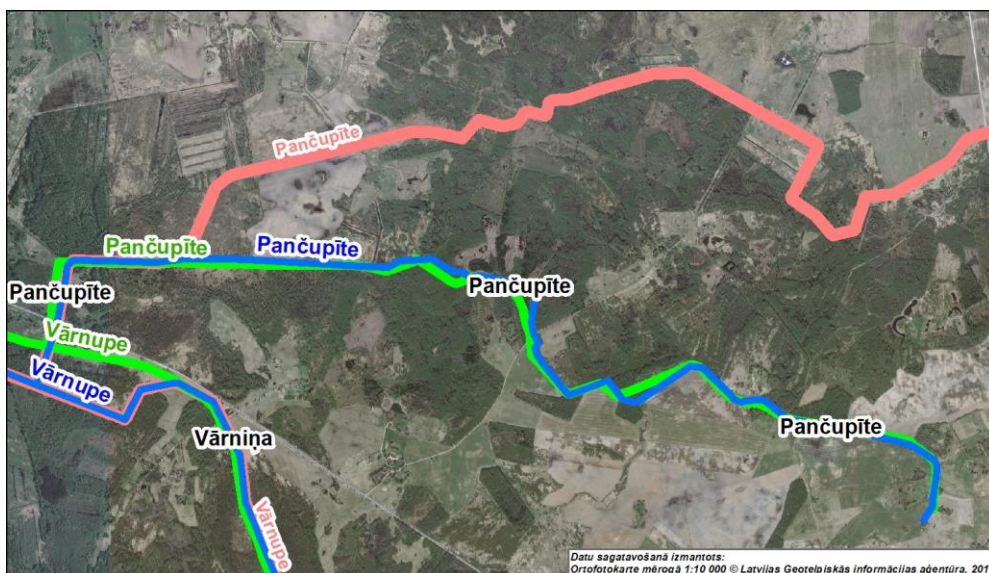 Pančupīte
Pančupīte
Pančupīte
Pančupīte
Pančupīte
Vārnupe
Vārnupe
Pančupīte
Vārniņa
Vārnupe
Datu sagatavošanā izmantots:
Ortofotokarte mērogā 1:10 000 © Latvijas Ģeotelpiskās informācijas aģentūra, 201